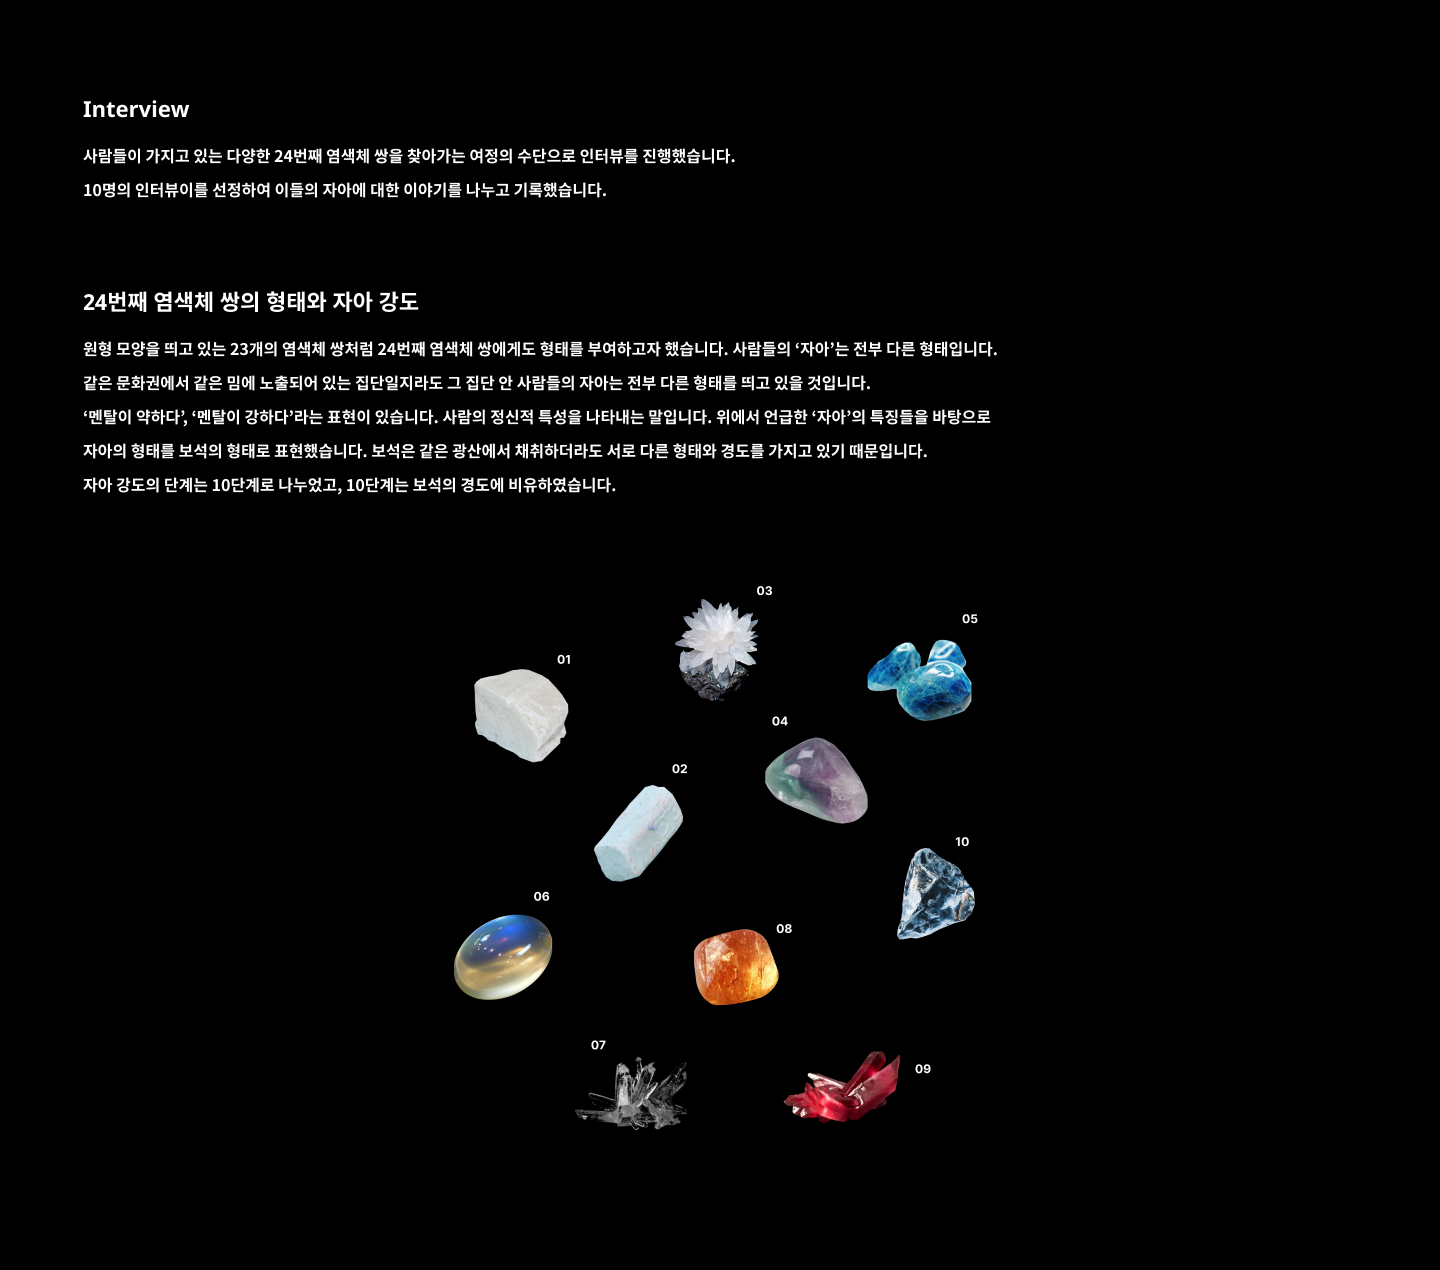 Interview
사람들이 가지고 있는 다양한 24번째 염색체 쌍을 찾아가는 여정의 수단으로 인터뷰를 진행했습니다.
10명의 인터뷰이를 선정하여 이들의 자아에 대한 이야기를 나누고 기록했습니다.
24번째 염색체 쌍의 형태와 자아 강도
원형 모양을 띄고 있는 23개의 염색체 쌍처럼 24번째 염색체 쌍에게도 형태를 부여하고자 했습니다. 사람들의 ‘자아’는 전부 다른 형태입니다.
같은 문화권에서 같은 밈에 노출되어 있는 집단일지라도 그 집단 안 사람들의 자아는 전부 다른 형태를 띄고 있을 것입니다.
‘멘탈이 약하다’, ‘멘탈이 강하다’라는 표현이 있습니다. 사람의 정신적 특성을 나타내는 말입니다. 위에서 언급한 ‘자아’의 특징들을 바탕으로
자아의 형태를 보석의 형태로 표현했습니다. 보석은 같은 광산에서 채취하더라도 서로 다른 형태와 경도를 가지고 있기 때문입니다.
자아 강도의 단계는 10단계로 나누었고, 10단계는 보석의 경도에 비유하였습니다.
03
05
01
04
02
10
06
08
07
09